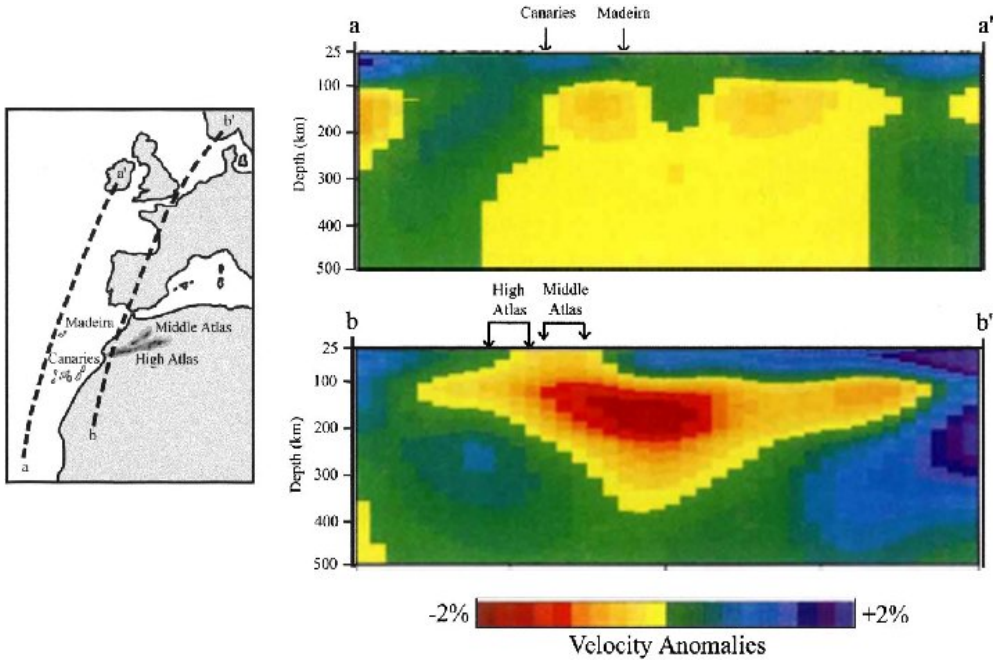 Canaries Madeira
a a'
25
100
200
300
400
500
Depth (km)
b'
a'
Madeira
Middle Atlas
Canaries
High Atlas
b
a
High Atlas
Middle Atlas
b b'
25
100
200
300
400
500
Depth (km)
-2% +2%
Velocity Anomalies